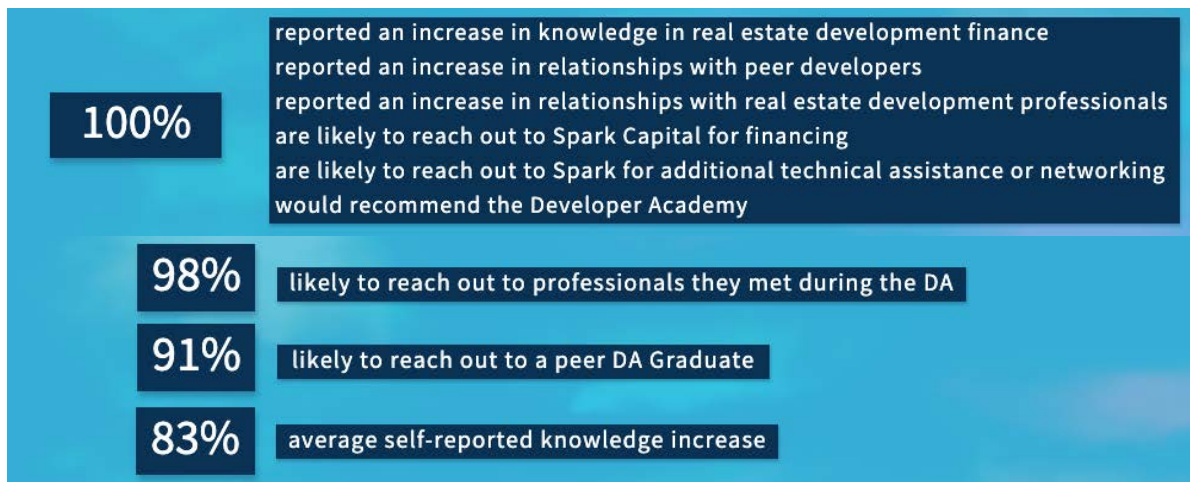 100%
reported an increase in knowledge in real estate development finance
reported an increase in relationships with peer developers
reported an increase in relationships with real estate development professionals
are likely to reach out to Spark Capital for financing
are likely to reach out to Spark for additional technical assistance or networking
would recommend the Developer Academy
98%
likely to reach out to professionals they met during the DA
91%
likely to reach out to a peer DA Graduate
83%
average self-reported knowledge increase